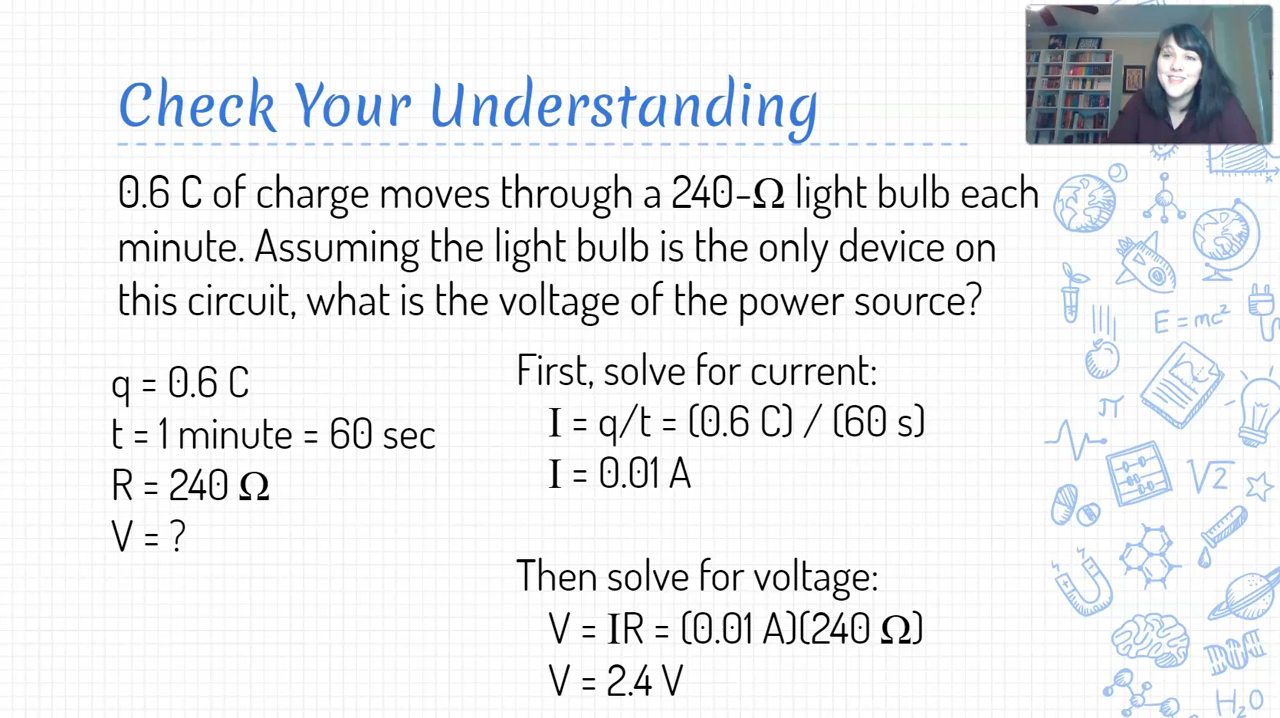 Check Your Understanding
0.6 C of charge moves through a 240-Ω light bulb each
minute. Assuming the light bulb is the only device on
this circuit, what is the voltage of the power source?
q = 0.6 C
t = 1 minute = 60 sec
R = 240 Ω
V = ?
First, solve for current:
I = q/t = (0.6 C) / (60 s)
I = 0.01 A
Then solve for voltage:
V = IR = (0.01 A)(240 Ω)
V = 2.4 V
E = mc²
π
√2
H₂O